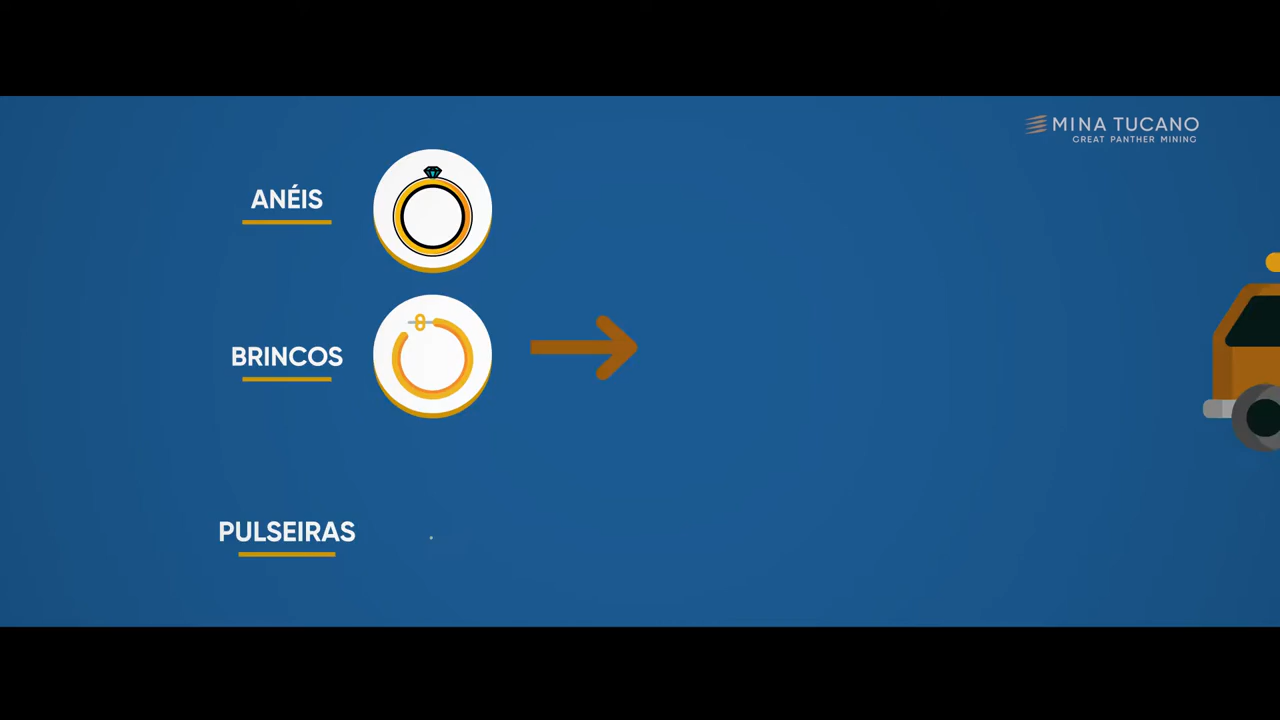 MINA TUCANO
GREAT PANTHER MINING
ANÉIS
BRINCOS
PULSEIRAS